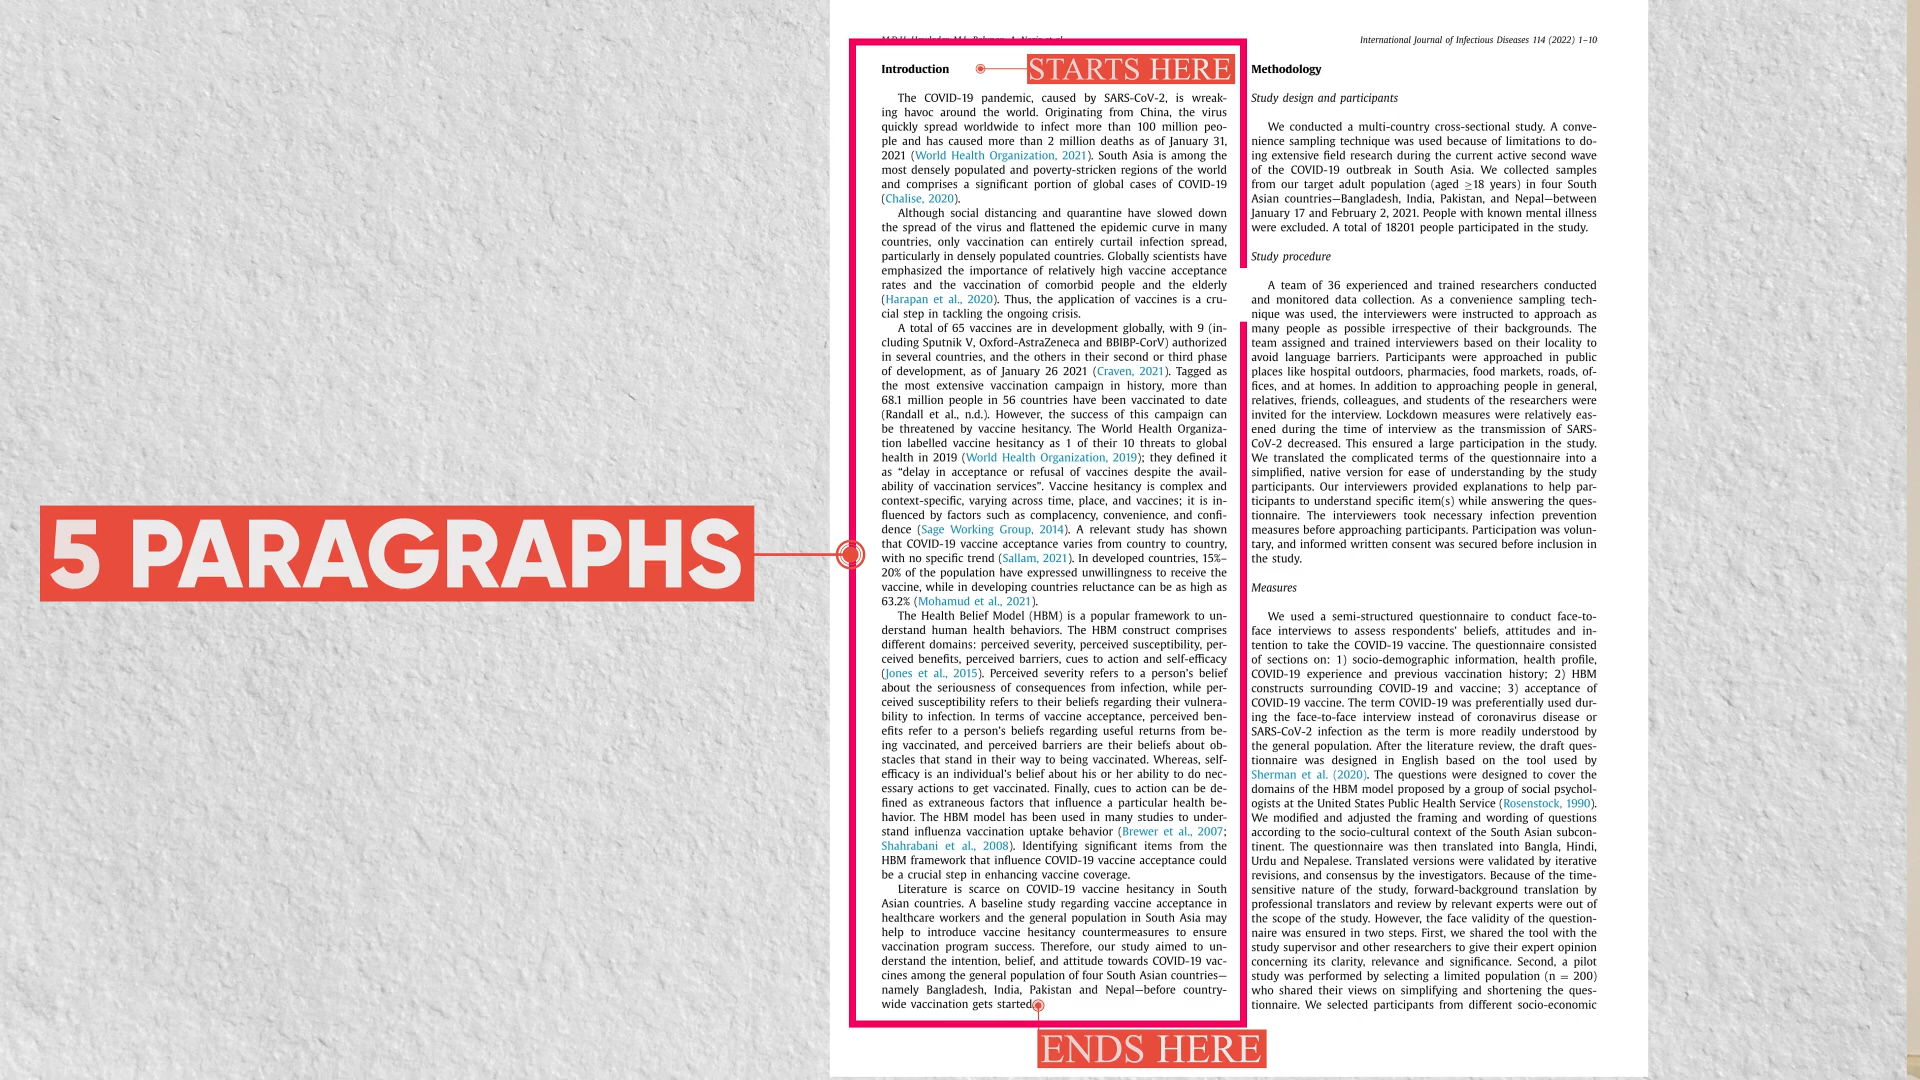 International Journal of Infectious Diseases 114 (2022) 1–10
5 PARAGRAPHS
Introduction
STARTS HERE
The COVID-19 pandemic, caused by SARS-CoV-2, is wreak-
ing havoc around the world. Originating from China, the virus
quickly spread worldwide to infect more than 100 million peo-
ple and has caused more than 2 million deaths as of January 31,
2021 (World Health Organization, 2021). South Asia is among the
most densely populated and poverty-stricken regions of the world
and comprises a significant portion of global cases of COVID-19
(Chalise, 2020).
Although social distancing and quarantine have slowed down
the spread of the virus and flattened the epidemic curve in many
countries, only vaccination can entirely curtail infection spread,
particularly in densely populated countries. Globally scientists have
emphasized the importance of relatively high vaccine acceptance
rates and the vaccination of comorbid people and the elderly
(Harapan et al., 2020). Thus, the application of vaccines is a cru-
cial step in tackling the ongoing crisis.
A total of 65 vaccines are in development globally, with 9 (in-
cluding Sputnik V, Oxford-AstraZeneca and BBIBP-CorV) authorized
in several countries, and the others in their second or third phase
of development, as of January 26 2021 (Craven, 2021). Tagged as
the most extensive vaccination campaign in history, more than
68.1 million people in 56 countries have been vaccinated to date
(Randall et al., n.d.). However, the success of this campaign can
be threatened by vaccine hesitancy. The World Health Organiza-
tion labelled vaccine hesitancy as 1 of their 10 threats to global
health in 2019 (World Health Organization, 2019); they defined it
as “delay in acceptance or refusal of vaccines despite the avail-
ability of vaccination services”. Vaccine hesitancy is complex and
context-specific, varying across time, place, and vaccines; it is in-
fluenced by factors such as complacency, convenience, and confi-
dence (Sage Working Group, 2014). A relevant study has shown
that COVID-19 vaccine acceptance varies from country to country,
with no specific trend (Sallam, 2021). In developed countries, 15%–
20% of the population have expressed unwillingness to receive the
vaccine, while in developing countries reluctance can be as high as
63.2% (Mohamud et al., 2021).
The Health Belief Model (HBM) is a popular framework to un-
derstand human health behaviors. The HBM construct comprises
different domains: perceived severity, perceived susceptibility, per-
ceived benefits, perceived barriers, cues to action and self-efficacy
(Jones et al., 2015). Perceived severity refers to a person’s belief
about the seriousness of consequences from infection, while per-
ceived susceptibility refers to their beliefs regarding their vulnera-
bility to infection. In terms of vaccine acceptance, perceived ben-
efits refer to a person’s beliefs regarding useful returns from be-
ing vaccinated, and perceived barriers are their beliefs about ob-
stacles that stand in their way to being vaccinated. Whereas, self-
efficacy is an individual’s belief about his or her ability to do nec-
essary actions to get vaccinated. Finally, cues to action can be de-
fined as extraneous factors that influence a particular health be-
havior. The HBM model has been used in many studies to under-
stand influenza vaccination uptake behavior (Brewer et al., 2007;
Shahrabani et al., 2008). Identifying significant items from the
HBM framework that influence COVID-19 vaccine acceptance could
be a crucial step in enhancing vaccine coverage.
Literature is scarce on COVID-19 vaccine hesitancy in South
Asian countries. A baseline study regarding vaccine acceptance in
healthcare workers and the general population in South Asia may
help to introduce vaccine hesitancy countermeasures to ensure
vaccination program success. Therefore, our study aimed to un-
derstand the intention, belief, and attitude towards COVID-19 vac-
cines among the general population of four South Asian countries—
namely Bangladesh, India, Pakistan and Nepal—before country-
wide vaccination gets started
ENDS HERE
Methodology
Study design and participants
We conducted a multi-country cross-sectional study. A conve-
nience sampling technique was used because of limitations to do-
ing extensive field research during the current active second wave
of the COVID-19 outbreak in South Asia. We collected samples
from our target adult population (aged ≥18 years) in four South
Asian countries—Bangladesh, India, Pakistan, and Nepal—between
January 17 and February 2, 2021. People with known mental illness
were excluded. A total of 18201 people participated in the study.
Study procedure
A team of 36 experienced and trained researchers conducted
and monitored data collection. As a convenience sampling tech-
nique was used, the interviewers were instructed to approach as
many people as possible irrespective of their backgrounds. The
team assigned and trained interviewers based on their locality to
avoid language barriers. Participants were approached in public
places like hospital outdoors, pharmacies, food markets, roads, of-
fices, and at homes. In addition to approaching people in general,
relatives, friends, colleagues, and students of the researchers were
invited for the interview. Lockdown measures were relatively eas-
ened during the time of interview as the transmission of SARS-
CoV-2 decreased. This ensured a large participation in the study.
We translated the complicated terms of the questionnaire into a
simplified, native version for ease of understanding by the study
participants. Our interviewers provided explanations to help par-
ticipants to understand specific item(s) while answering the ques-
tionnaire. The interviewers took necessary infection prevention
measures before approaching participants. Participation was volun-
tary, and informed written consent was secured before inclusion in
the study.
Measures
We used a semi-structured questionnaire to conduct face-to-
face interviews to assess respondents’ beliefs, attitudes and in-
tention to take the COVID-19 vaccine. The questionnaire consisted
of sections on: 1) socio-demographic information, health profile,
COVID-19 experience and previous vaccination history; 2) HBM
constructs surrounding COVID-19 and vaccine; 3) acceptance of
COVID-19 vaccine. The term COVID-19 was preferentially used dur-
ing the face-to-face interview instead of coronavirus disease or
SARS-CoV-2 infection as the term is more readily understood by
the general population. After the literature review, the draft ques-
tionnaire was designed in English based on the tool used by
Sherman et al. (2020). The questions were designed to cover the
domains of the HBM model proposed by a group of social psychol-
ogists at the United States Public Health Service (Rosenstock, 1990).
We modified and adjusted the framing and wording of questions
according to the socio-cultural context of the South Asian subcon-
tinent. The questionnaire was then translated into Bangla, Hindi,
Urdu and Nepalese. Translated versions were validated by iterative
revisions, and consensus by the investigators. Because of the time-
sensitive nature of the study, forward-background translation by
professional translators and review by relevant experts were out of
the scope of the study. However, the face validity of the question-
naire was ensured in two steps. First, we shared the tool with the
study supervisor and other researchers to give their expert opinion
concerning its clarity, relevance and significance. Second, a pilot
study was performed by selecting a limited population (n = 200)
who shared their views on simplifying and shortening the ques-
tionnaire. We selected participants from different socio-economic